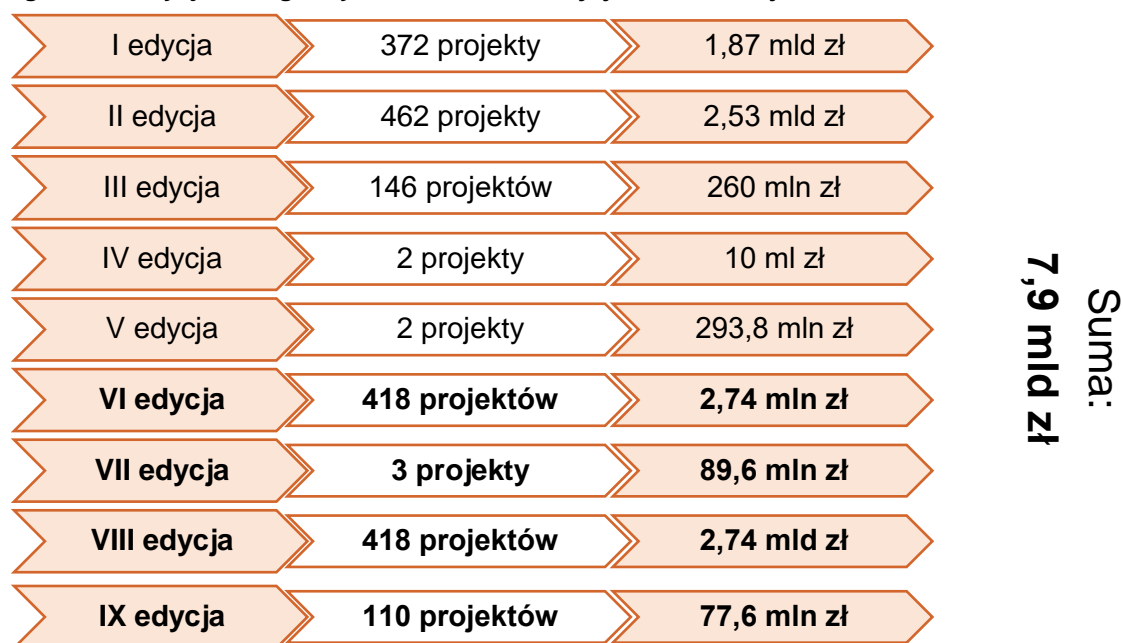 I edycja 372 projekty 1,87 mld zł
II edycja 462 projekty 2,53 mld zł
III edycja 146 projektów 260 mln zł
IV edycja 2 projekty 10 ml zł
V edycja 2 projekty 293,8 mln zł
VI edycja 418 projektów 2,74 mln zł
VII edycja 3 projekty 89,6 mln zł
VIII edycja 418 projektów 2,74 mld zł
IX edycja 110 projektów 77,6 mln zł
Suma:
7,9 mld zł